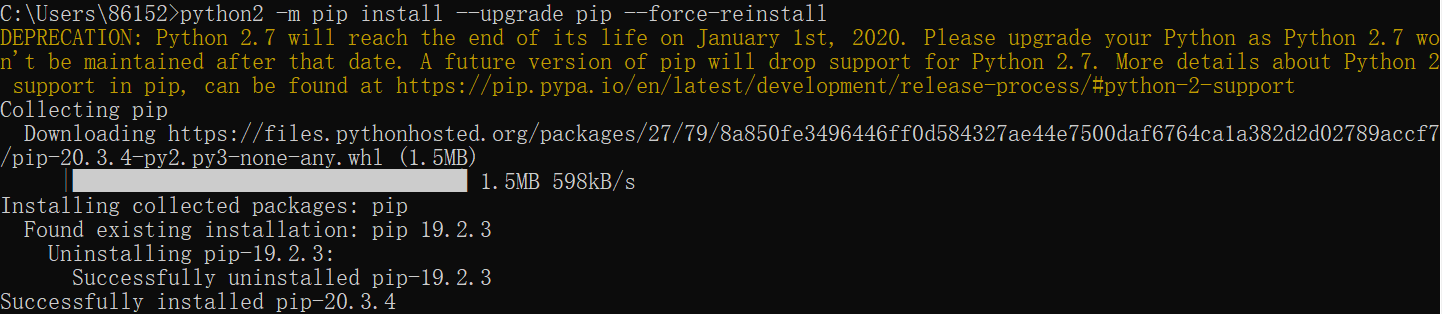 C:\Users\86152>python2 -m pip install --upgrade pip --force-reinstall
DEPRECATION: Python 2.7 will reach the end of its life on January 1st, 2020. Please upgrade your Python as Python 2.7 wo
n't be maintained after that date. A future version of pip will drop support for Python 2.7. More details about Python 2
 support in pip, can be found at https://pip.pypa.io/en/latest/development/release-process/#python-2-support
Collecting pip
  Downloading https://files.pythonhosted.org/packages/27/79/8a850fe3496446ff0d584327ae44e7500daf6764ca1a382d2d02789accf7
/pip-20.3.4-py2.py3-none-any.whl (1.5MB)
     | 1.5MB 598kB/s
Installing collected packages: pip
  Found existing installation: pip 19.2.3
    Uninstalling pip-19.2.3:
      Successfully uninstalled pip-19.2.3
Successfully installed pip-20.3.4